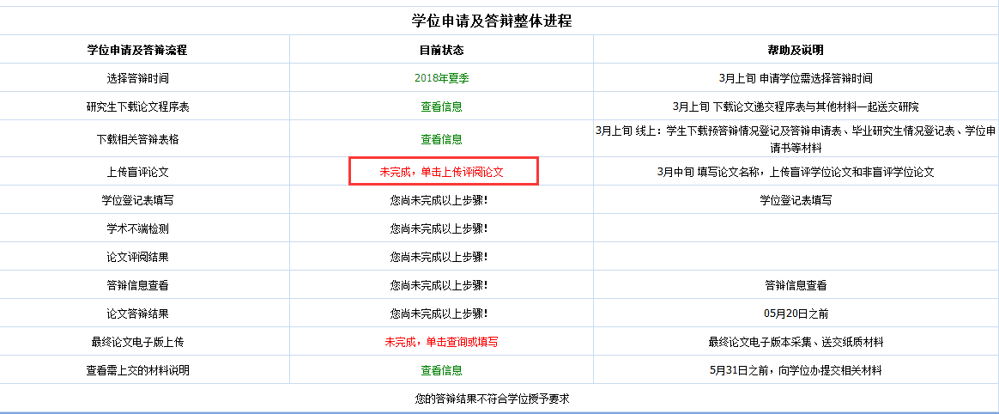 学位申请及答辩整体进程
学位申请及答辩流程 目前状态 帮助及说明
选择答辩时间 2018年夏季 3月上旬 申请学位需选择答辩时间
研究生下载论文程序表 查看信息 3月上旬 下载论文递交程序表与其他材料一起送交研院
下载相关答辩表格 查看信息 3月上旬 线上：学生下载预答辩情况登记及答辩申请表、毕业研究生情况登记表、学位申
请书等材料
上传盲评论文 未完成，单击上传评阅论文 3月中旬 填写论文名称，上传盲评学位论文和非盲评学位论文
学位登记表填写 您尚未完成以上步骤！ 学位登记表填写
学术不端检测 您尚未完成以上步骤！
论文评阅结果 您尚未完成以上步骤！
答辩信息查看 您尚未完成以上步骤！ 答辩信息查看
论文答辩结果 您尚未完成以上步骤！ 05月20日之前
最终论文电子版上传 未完成，单击查询或填写 最终论文电子版本采集、送交纸质材料
查看需上交的材料说明 查看信息 5月31日之前，向学位办提交相关材料
您的答辩结果不符合学位授予要求